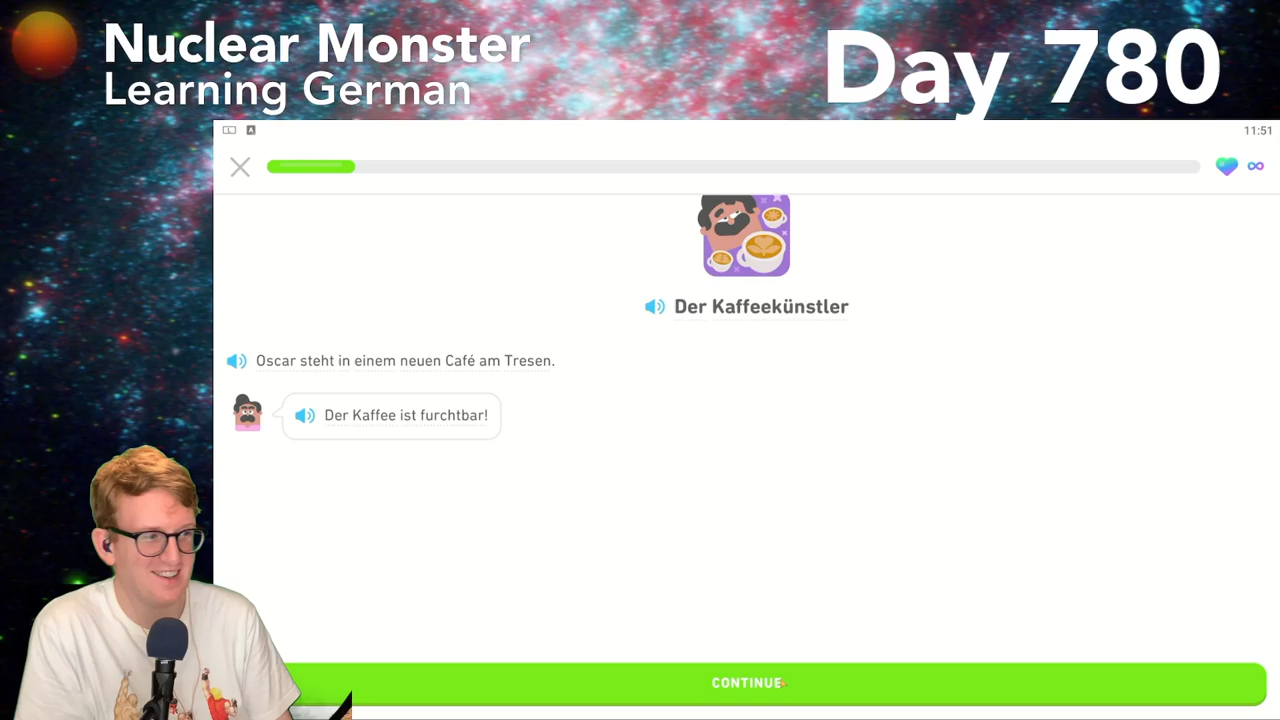 Nuclear Monster
Learning German
Day 780
11:51
Der Kaffeekünstler
Oscar steht in einem neuen Café am Tresen.
Der Kaffee ist furchtbar!
CONTINUE